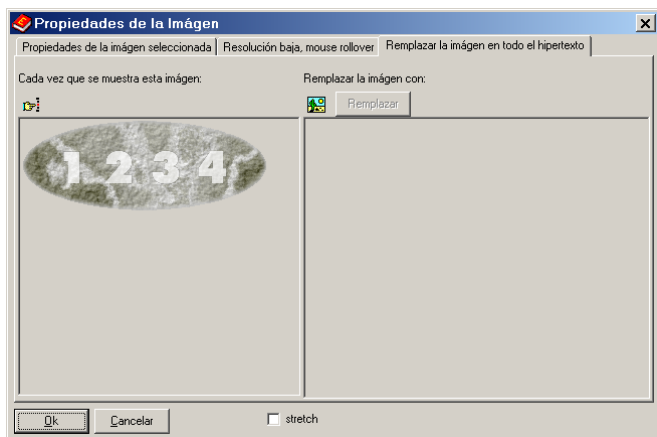 Propiedades de la Imágen
Propiedades de la imágen seleccionada
Resolución baja, mouse rollover
Remplazar la imágen en todo el hipertexto
Cada vez que se muestra esta imágen:
Remplazar la imágen con:
Remplazar
1 2 3 4
Ok
Cancelar
stretch